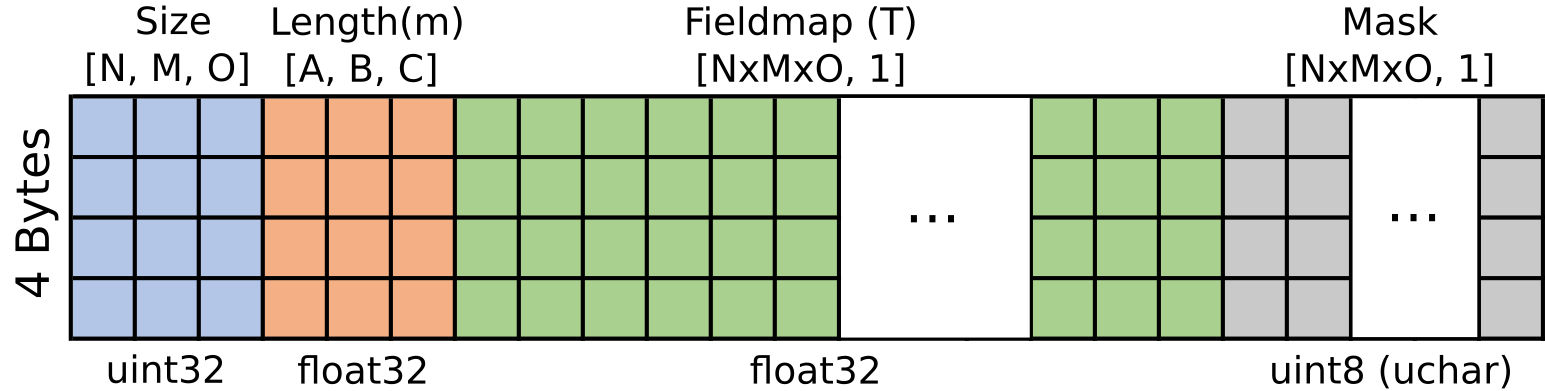 Size
[N, M, O]
Length(m)
[A, B, C]
Fieldmap (T)
[NxMxO, 1]
Mask
[NxMxO, 1]
4 Bytes
...
...
uint32
float32
float32
uint8 (uchar)